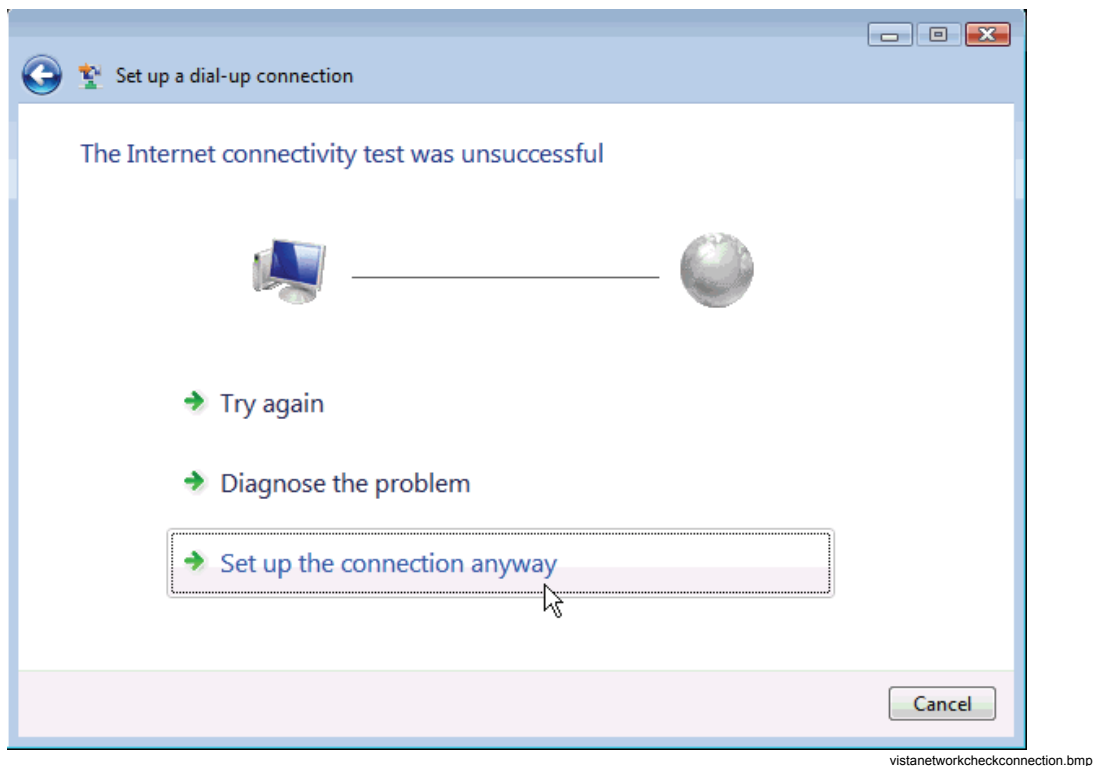 Set up a dial-up connection
The Internet connectivity test was unsuccessful
Try again
Diagnose the problem
Set up the connection anyway
Cancel
vistanetworkcheckconnection.bmp